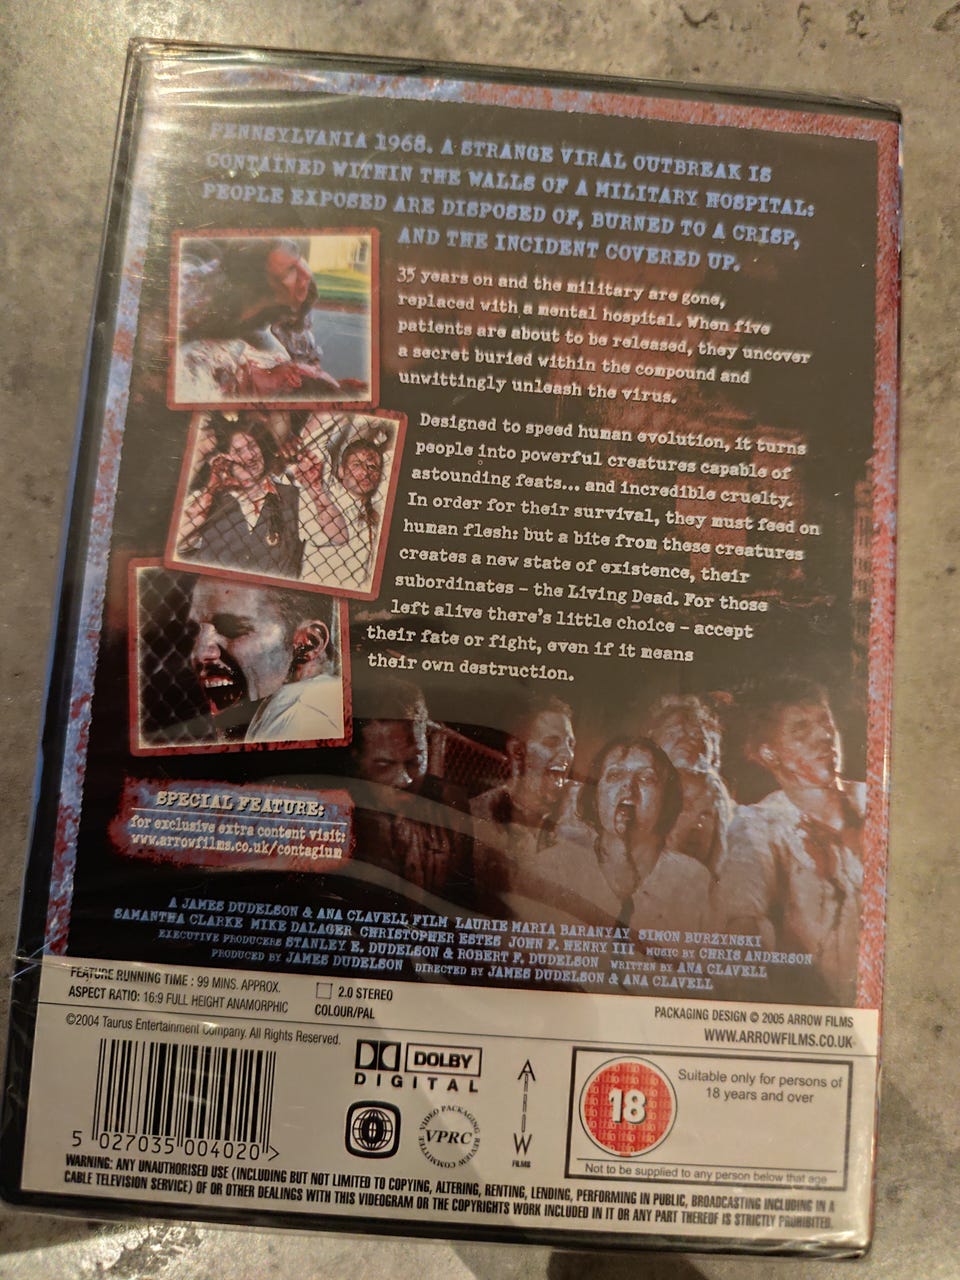 PENNSYLVANIA 1968. A STRANGE VIRAL OUTBREAK IS
CONTAINED WITHIN THE WALLS OF A MILITARY HOSPITAL:
PEOPLE EXPOSED ARE DISPOSED OF, BURNED TO A CRISP,
AND THE INCIDENT COVERED UP.
35 years on and the military are gone,
replaced with a mental hospital. When five
patients are about to be released, they uncover
a secret buried within the compound and
unwittingly unleash the virus.
Designed to speed human evolution, it turns
people into powerful creatures capable of
astounding feats... and incredible cruelty.
In order for their survival, they must feed on
human flesh: but a bite from these creatures
creates a new state of existence, their
subordinates - the Living Dead. For those
left alive there's little choice - accept
their fate or fight, even if it means
their own destruction.
SPECIAL FEATURE:
for exclusive extra content visit:
www.arrowfilms.co.uk/contagium
A JAMES DUDELSON & ANA CLAVELL FILM LAURIE MARIA BARANYAY SIMON BURZYNSKI
SAMANTHA CLARKE MIKE DALAGER CHRISTOPHER ESTES JOHN F. HENRY III MUSIC BY CHRIS ANDERSON
EXECUTIVE PRODUCERS STANLEY E. DUDELSON & ROBERT F. DUDELSON WRITTEN BY ANA CLAVELL
PRODUCED BY JAMES DUDELSON DIRECTED BY JAMES DUDELSON & ANA CLAVELL
FEATURE RUNNING TIME : 99 MINS. APPROX.
ASPECT RATIO: 16:9 FULL HEIGHT ANAMORPHIC
2.0 STEREO
COLOUR/PAL
PACKAGING DESIGN © 2005 ARROW FILMS
WWW.ARROWFILMS.CO.UK
©2004 Taurus Entertainment Company. All Rights Reserved.
5 027035 004020 >
DOLBY
DIGITAL
0
VIDEO PACKAGING REVIEW COMMITTEE
VPRC
ARROW
FILMS
18
Suitable only for persons of
18 years and over
Not to be supplied to any person below that age
WARNING: ANY UNAUTHORISED USE (INCLUDING BUT NOT LIMITED TO COPYING, ALTERING, RENTING, LENDING, PERFORMING IN PUBLIC, BROADCASTING INCLUDING IN A
CABLE TELEVISION SERVICE) OF OR OTHER DEALINGS WITH THIS VIDEOGRAM OR THE COPYRIGHTS WORK INCLUDED IN IT OR ANY PART THEREOF IS STRICTLY PROHIBITED.